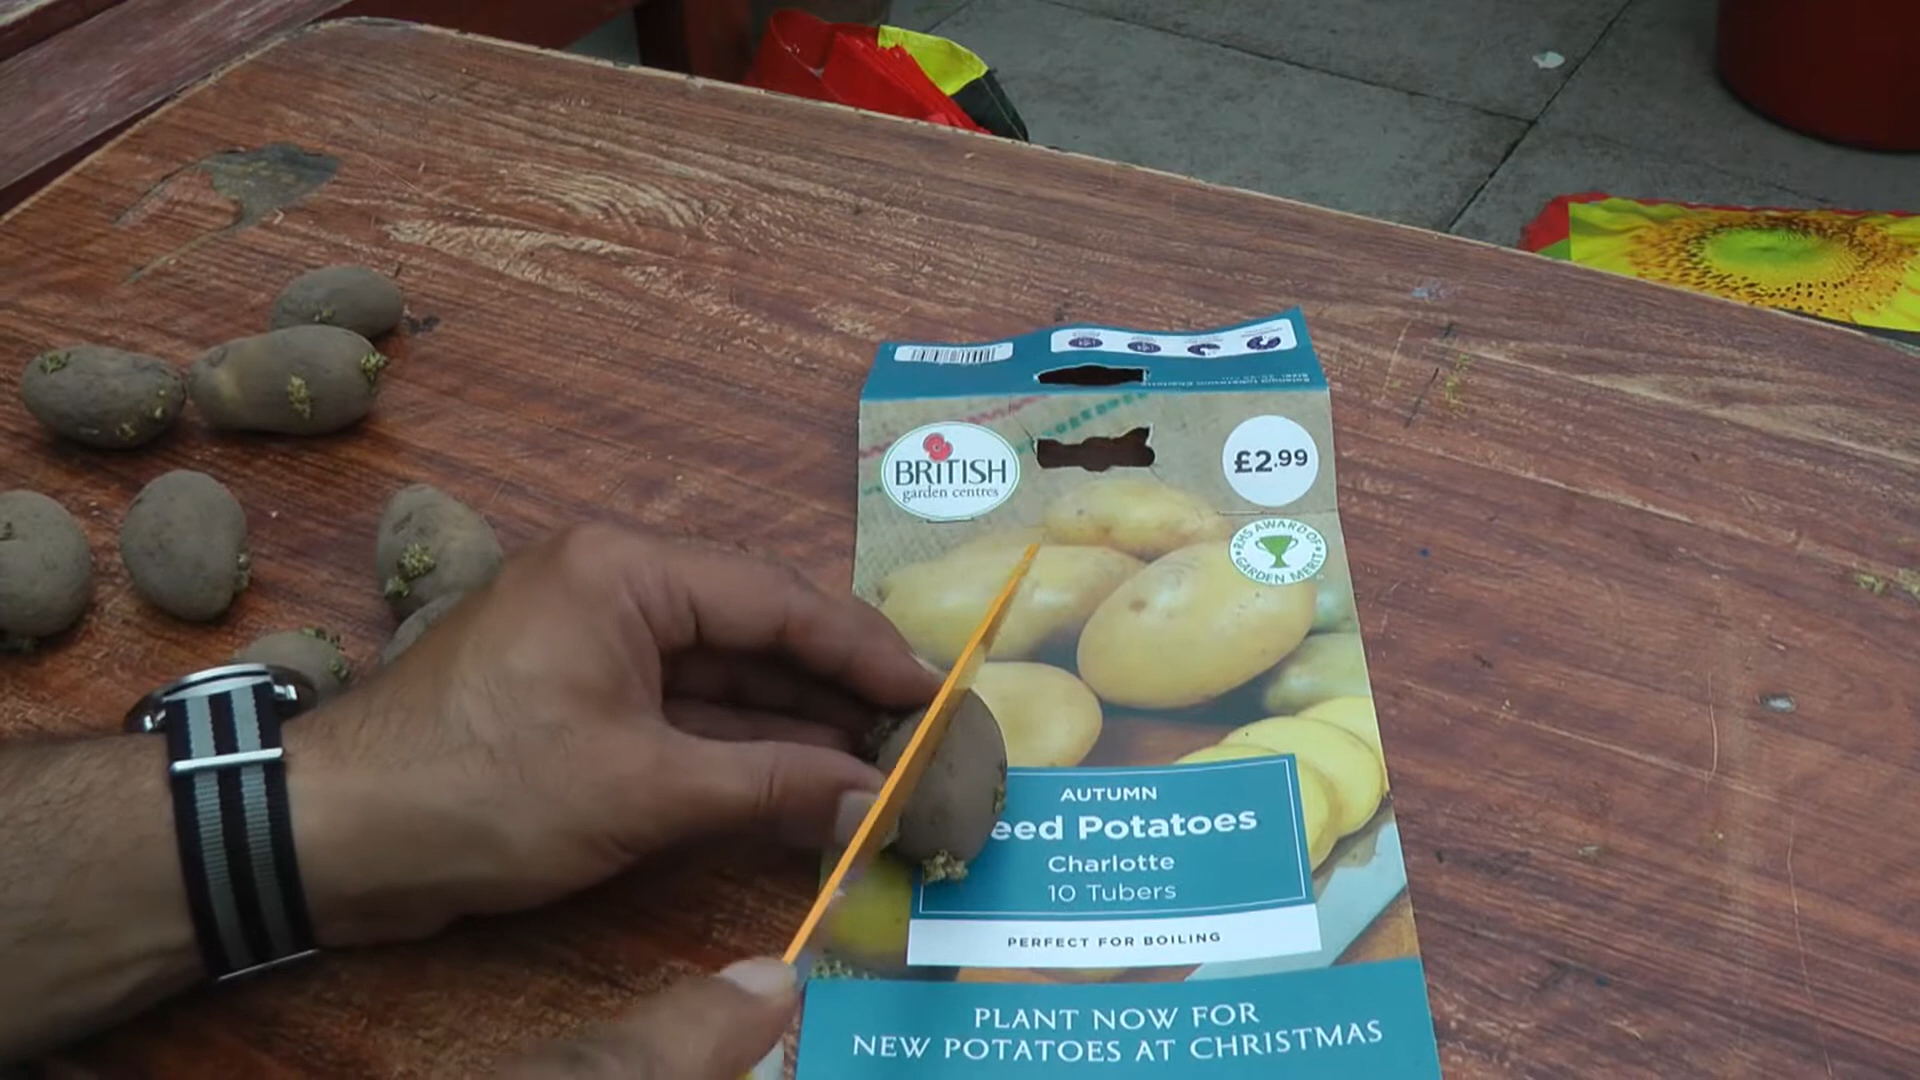 BRITISH
garden centres
£2.99
RHS AWARD OF
GARDEN MERIT
AUTUMN
eed Potatoes
Charlotte
10 Tubers
PERFECT FOR BOILING
PLANT NOW FOR
NEW POTATOES AT CHRISTMAS